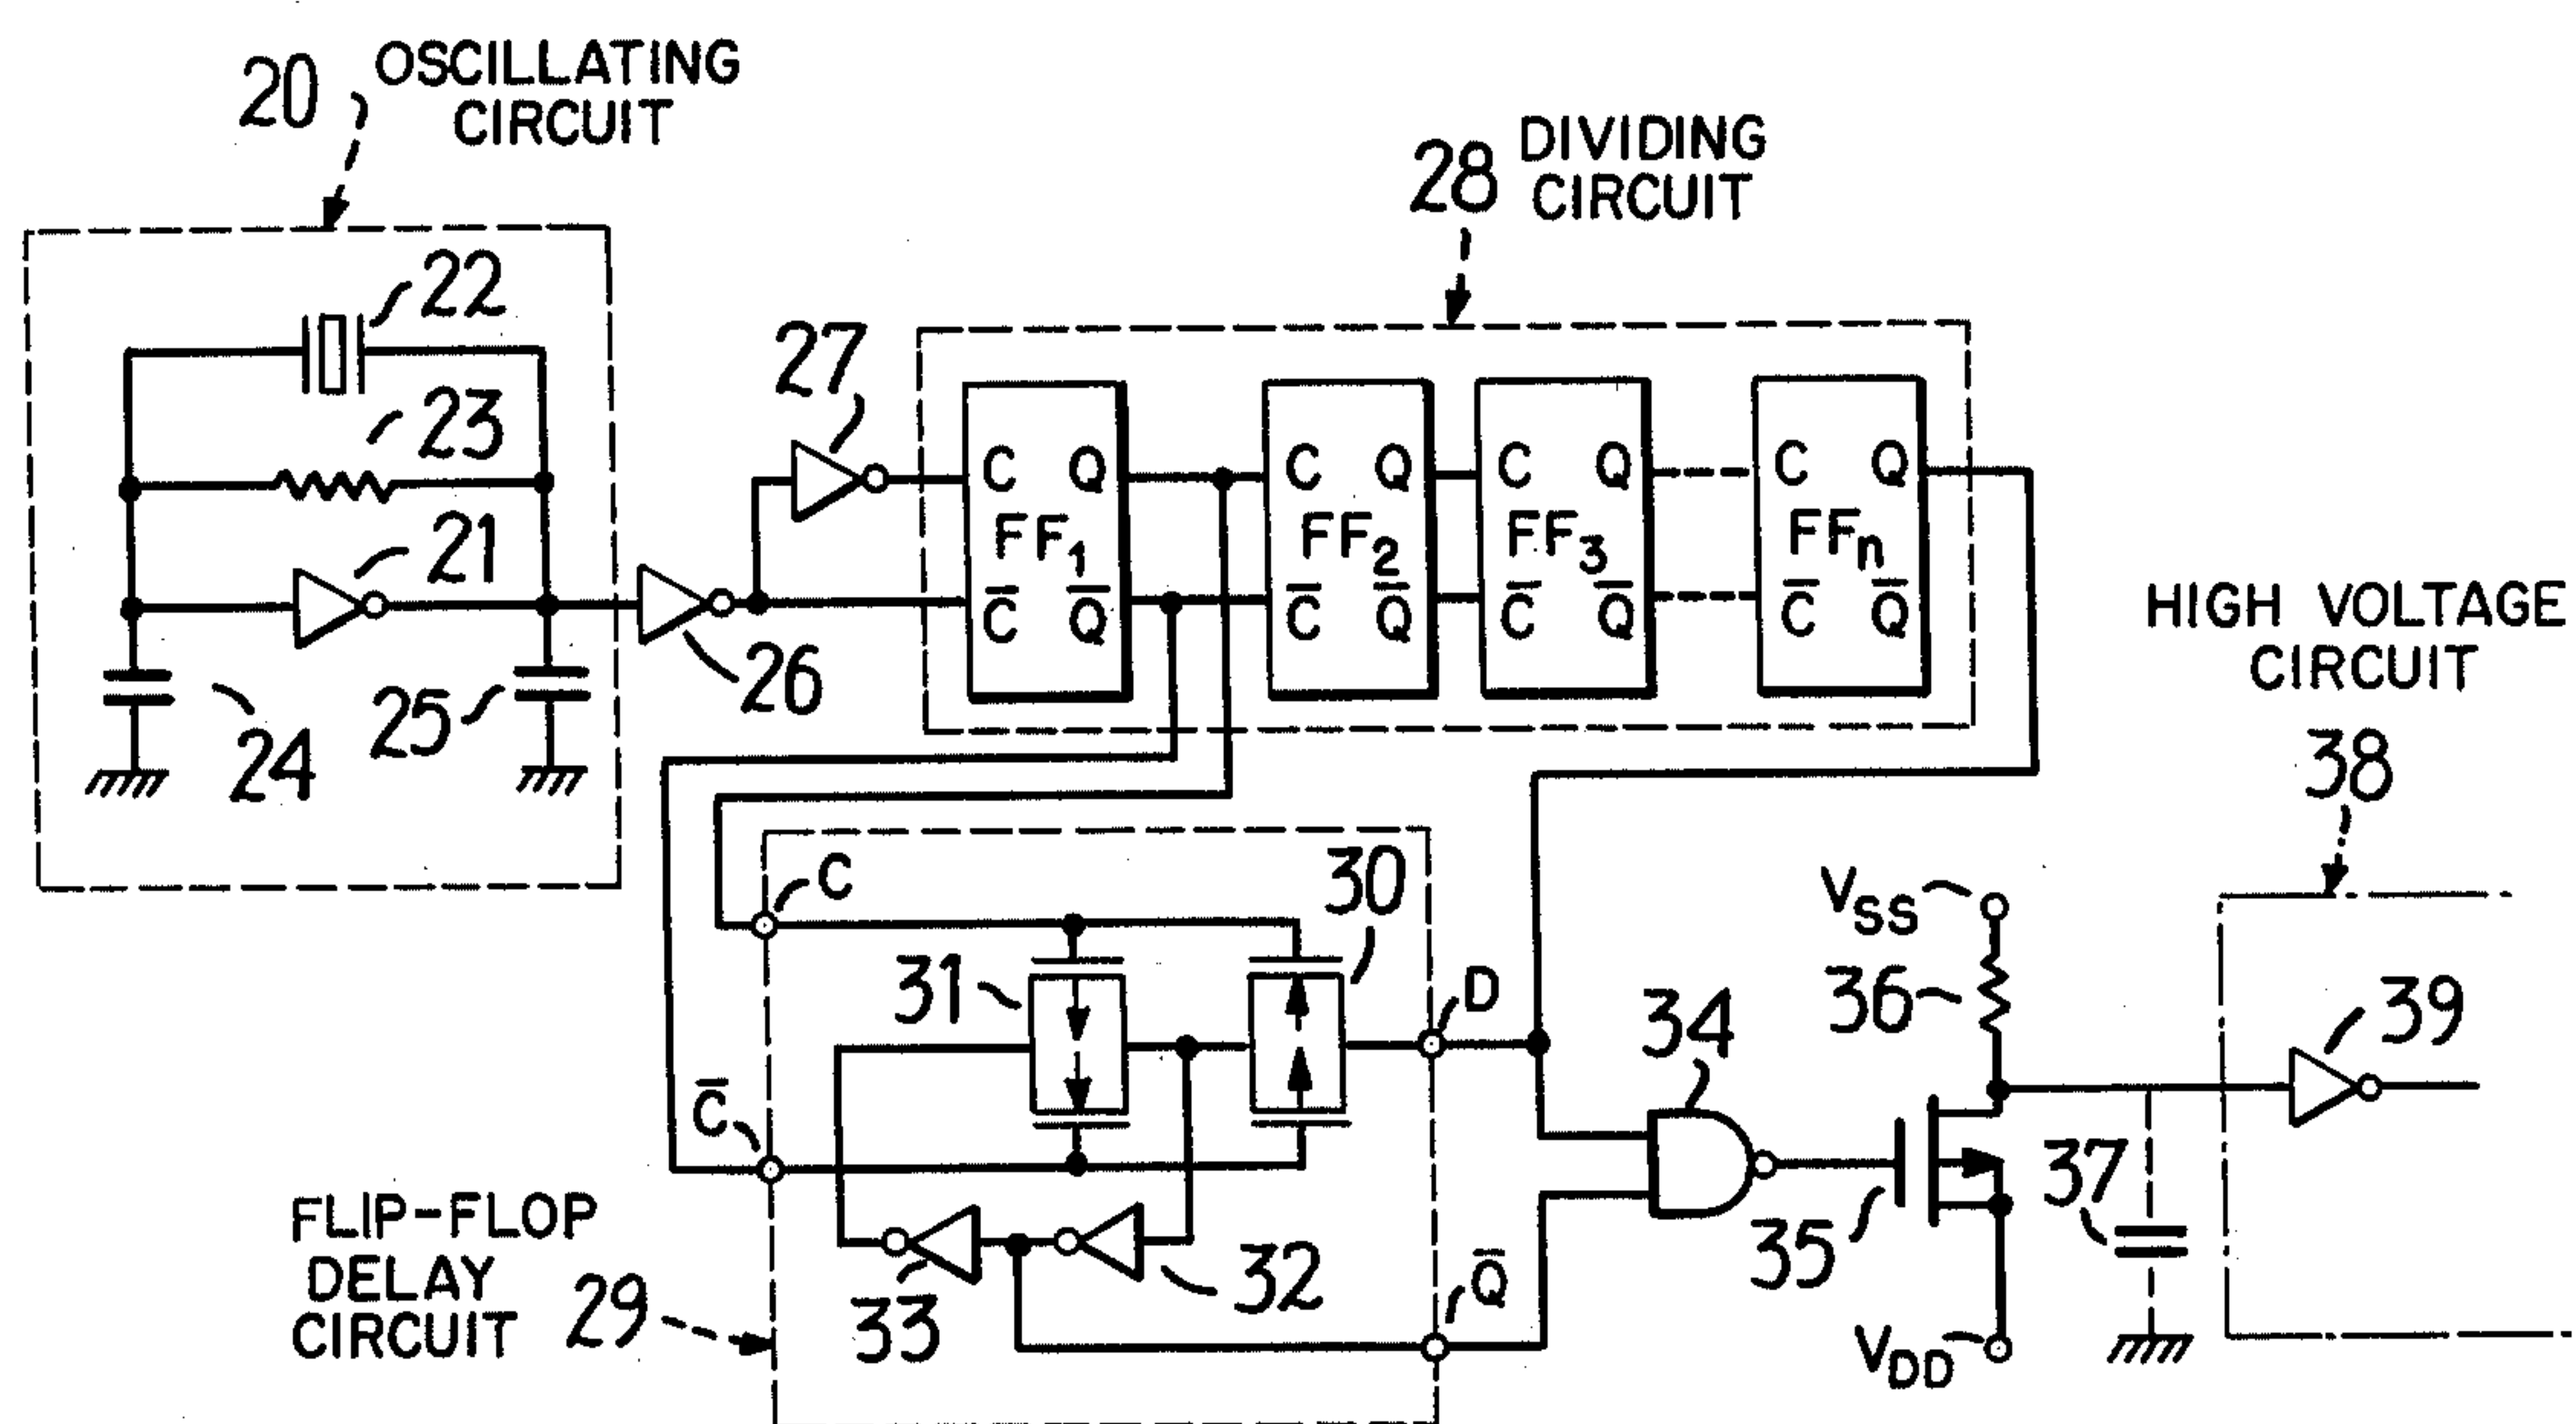 20 OSCILLATING
CIRCUIT
28 DIVIDING
CIRCUIT
22
23
21
24
25
26
27
C Q
FF1
C̅ Q̅
C Q
FF2
C̅ Q̅
C Q
FF3
C̅ Q̅
C Q
FFn
C̅ Q̅
HIGH VOLTAGE
CIRCUIT
38
C
30
31
D
C̅
33
32
Q̅
FLIP-FLOP
DELAY
CIRCUIT 29
34
VSS
36
35
37
VDD
39